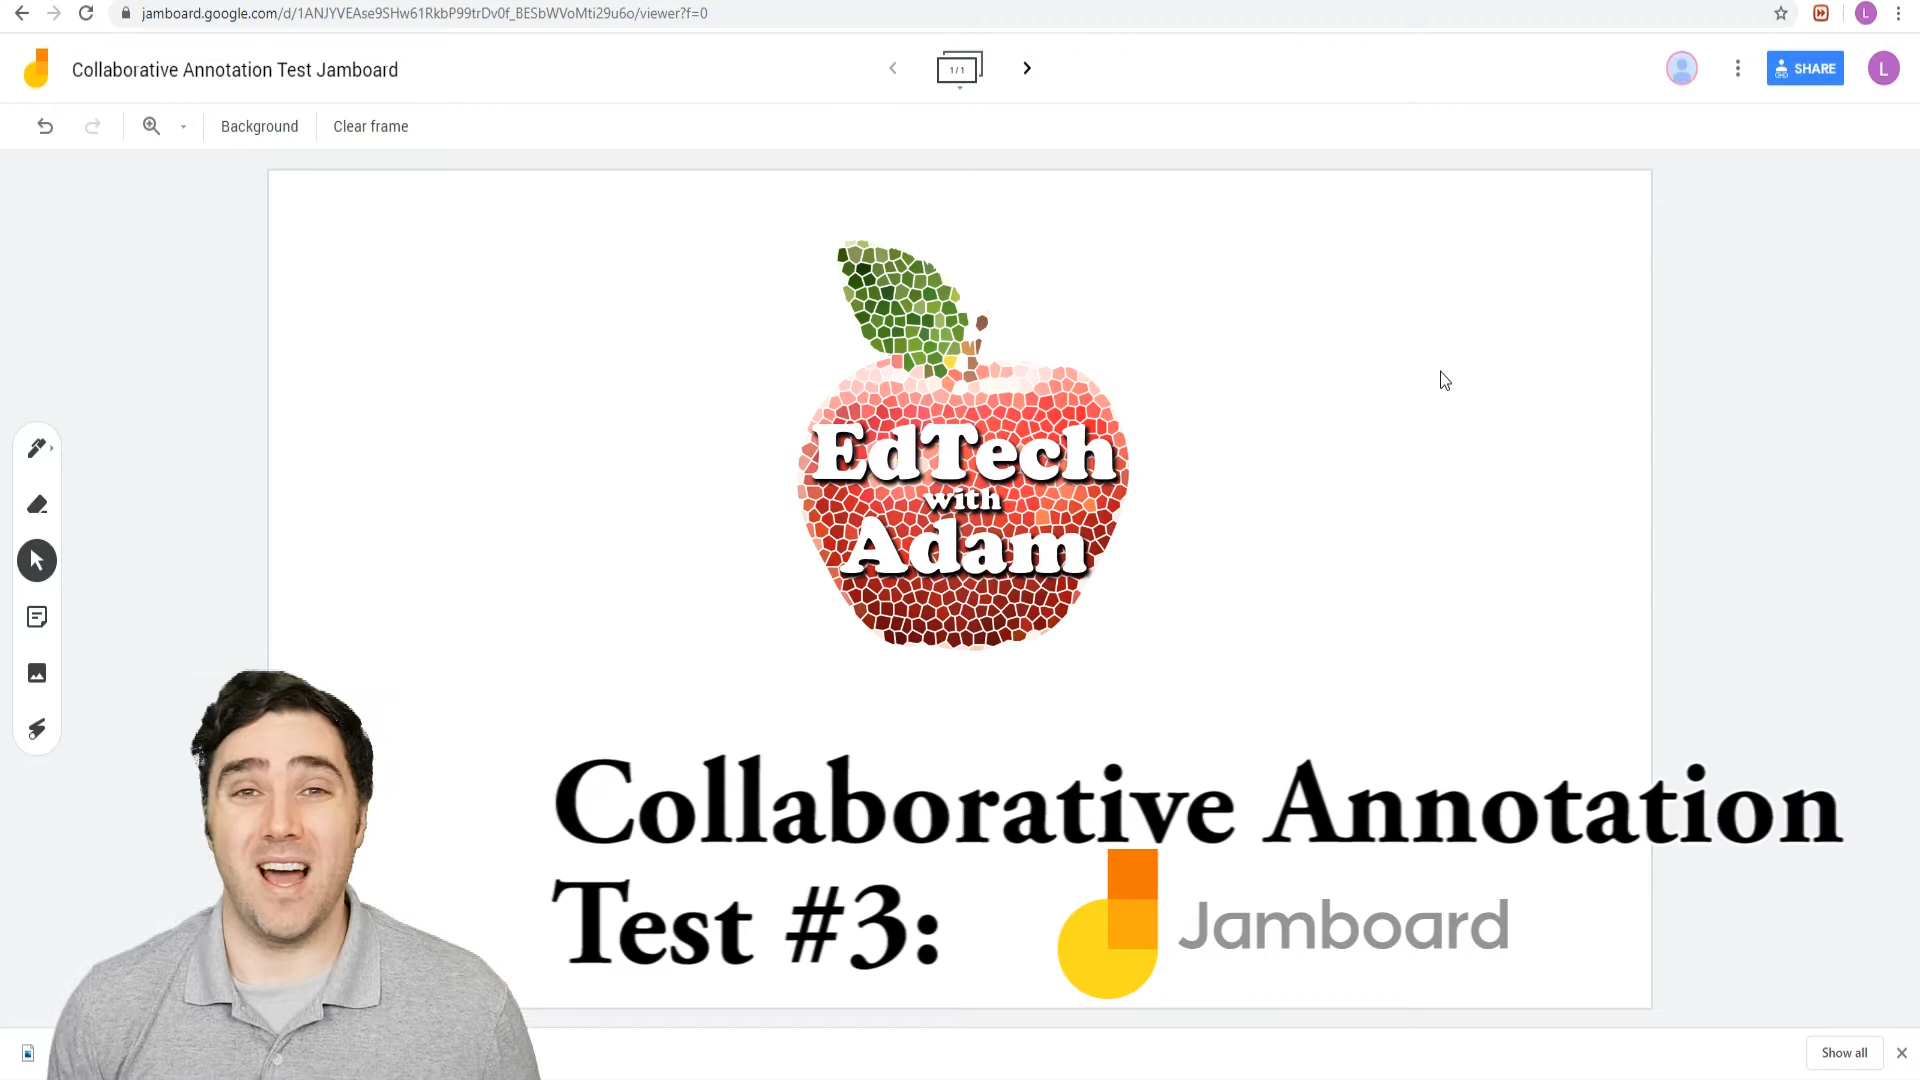 jamboard.google.com/d/1ANJYVEAse9SHw61RkbP99trDv0f_BESbWVoMti29u6o/viewer?f=0
L
Collaborative Annotation Test Jamboard
1/1
SHARE
L
Background
Clear frame
EdTech
with
Adam
Collaborative Annotation
Test #3:
Jamboard
Show all